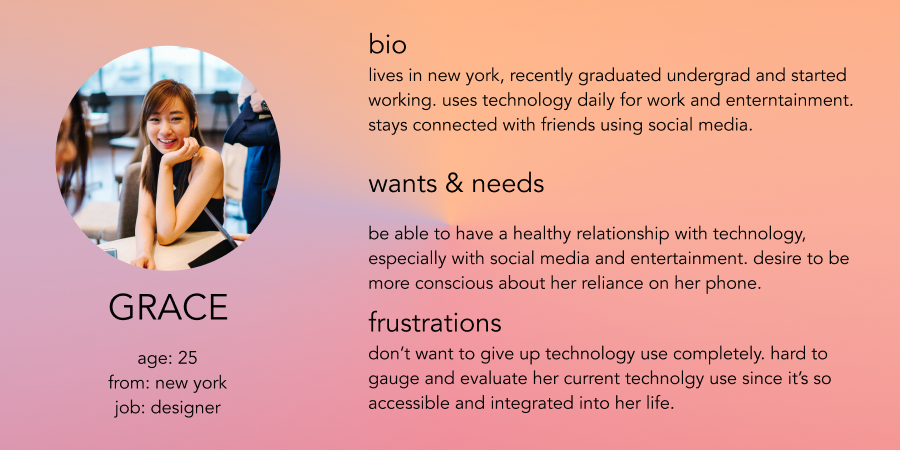 GRACE
age: 25
from: new york
job: designer
bio
lives in new york, recently graduated undergrad and started
working. uses technology daily for work and enterntainment.
stays connected with friends using social media.
wants & needs
be able to have a healthy relationship with technology,
especially with social media and entertainment. desire to be
more conscious about her reliance on her phone.
frustrations
don't want to give up technology use completely. hard to
gauge and evaluate her current technolgy use since it's so
accessible and integrated into her life.